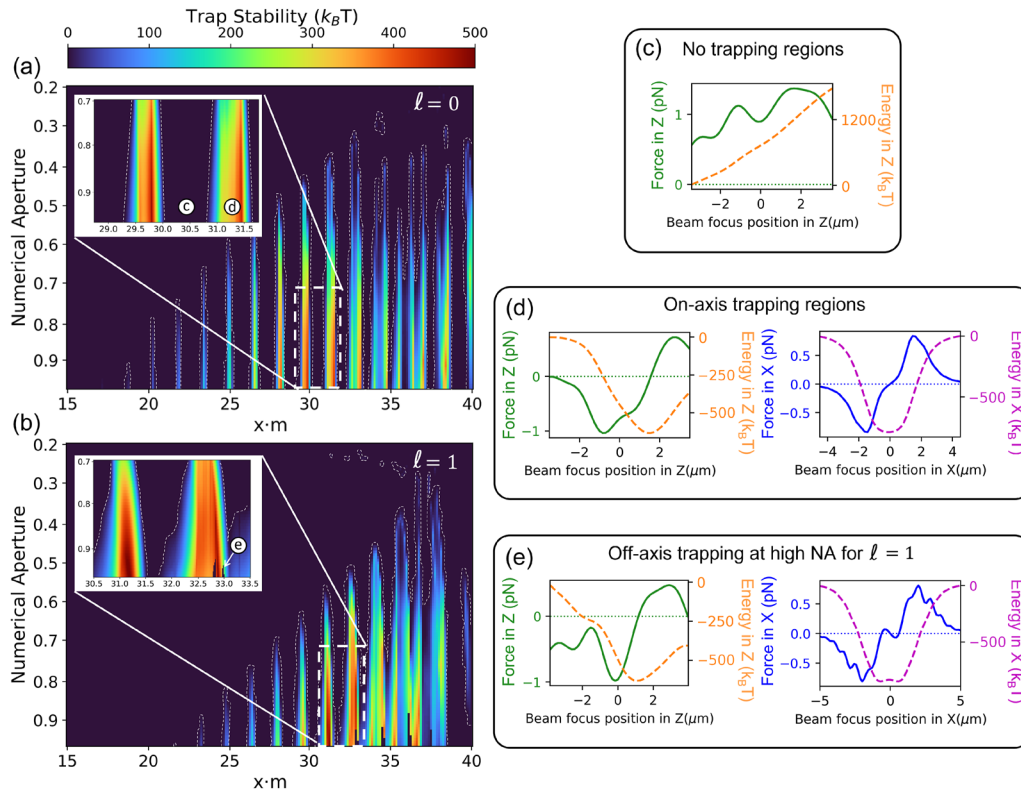 Trap Stability (kBT)
0 100 200 300 400 500
(a)
ℓ = 0
0.2
0.3
0.4
0.5
0.6
0.7
0.8
0.9
Numerical Aperture
0.7
0.8
0.9
29.0 29.5 30.0 30.5 31.0 31.5
c
d
15 20 25 30 35 40
x·m
(b)
ℓ = 1
0.2
0.3
0.4
0.5
0.6
0.7
0.8
0.9
Numerical Aperture
0.7
0.8
0.9
30.5 31.0 31.5 32.0 32.5 33.0 33.5
e
15 20 25 30 35 40
x·m
(c) No trapping regions
Force in Z (pN)
1
0
Energy in Z (kBT)
1200
0
−2 0 2
Beam focus position in Z(μm)
(d) On-axis trapping regions
Force in Z (pN)
0
−1
Energy in Z (kBT)
0
−250
−500
−2 0 2
Beam focus position in Z(μm)
Force in X (pN)
0.5
0.0
−0.5
Energy in X (kBT)
0
−500
−4 −2 0 2 4
Beam focus position in X(μm)
(e) Off-axis trapping at high NA for ℓ = 1
Force in Z (pN)
0
−1
Energy in Z (kBT)
0
−250
−500
−2 0 2
Beam focus position in Z(μm)
Force in X (pN)
0.5
0.0
−0.5
Energy in X (kBT)
0
−500
−5 0 5
Beam focus position in X(μm)